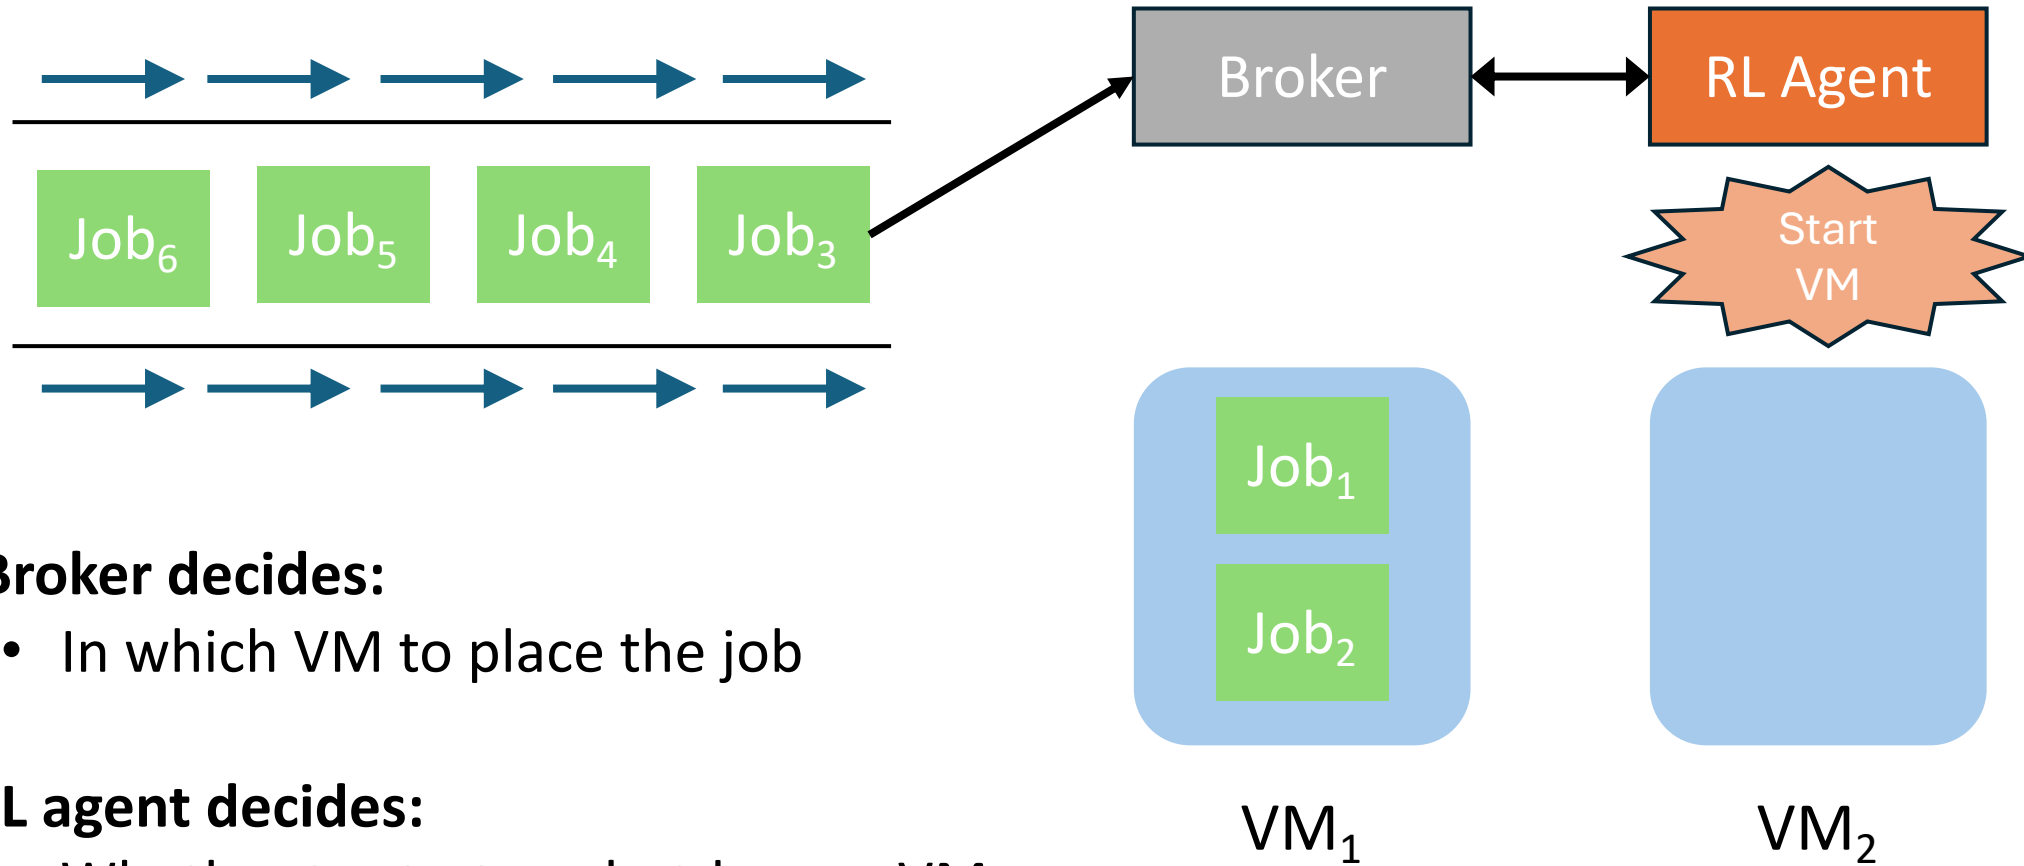 Broker
RL Agent
Job₆
Job₅
Job₄
Job₃
Start
VM
Job₁
Job₂
Broker decides:
• In which VM to place the job
L agent decides:
VM₁
VM₂